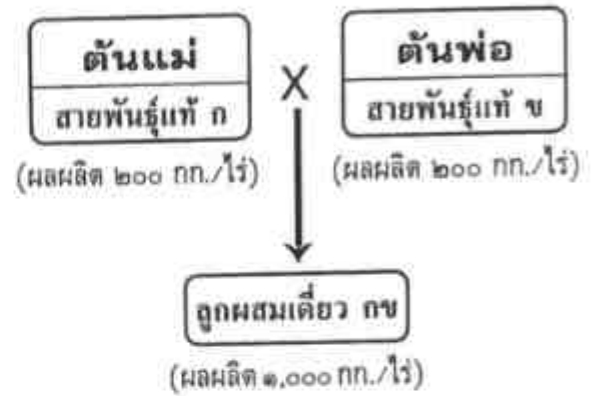 ต้นแม่
สายพันธุ์แท้ ก
(ผลผลิต ๒๐๐ กก./ไร่)
X
ต้นพ่อ
สายพันธุ์แท้ ข
(ผลผลิต ๒๐๐ กก./ไร่)
ลูกผสมเดี่ยว กข
(ผลผลิต ๑,๐๐๐ กก./ไร่)